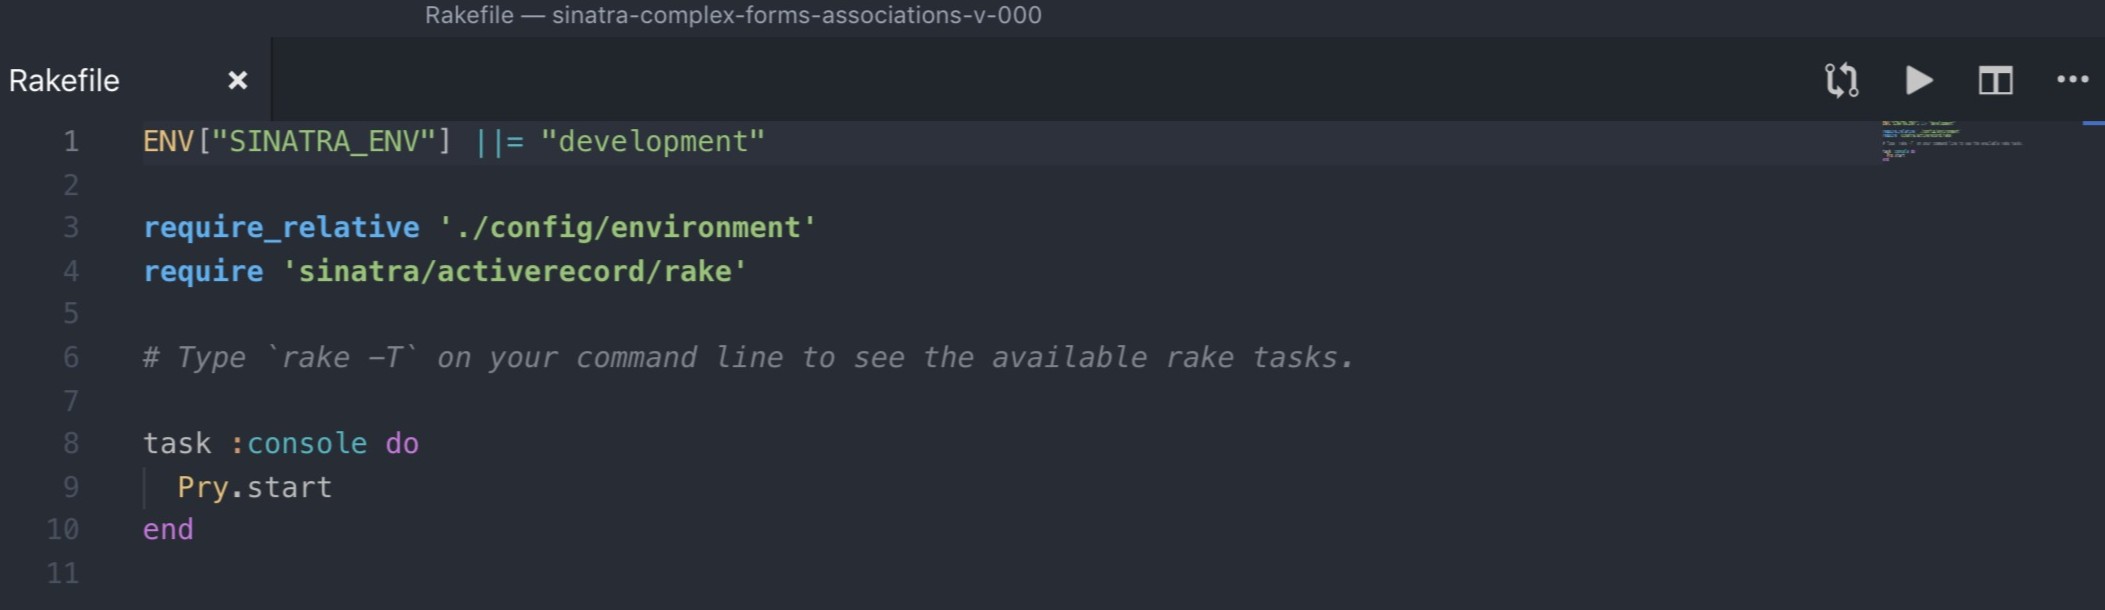 Rakefile — sinatra-complex-forms-associations-v-000
Rakefile ×
1 ENV["SINATRA_ENV"] ||= "development"
2
3 require_relative './config/environment'
4 require 'sinatra/activerecord/rake'
5
6 # Type `rake -T` on your command line to see the available rake tasks.
7
8 task :console do
9   Pry.start
10 end
11